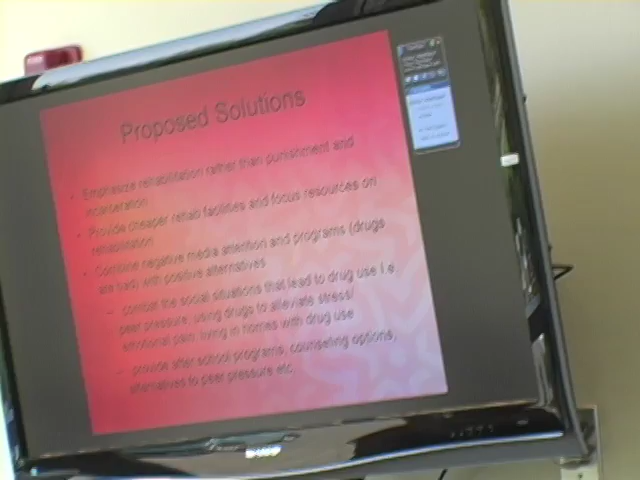 Proposed Solutions
• Emphasize rehabilitation rather than punishment and
incarceration
• Provide cheaper rehab facilities and focus resources on
rehabilitation
• Combine negative media attention and programs (drugs
are bad) with positive alternatives
– combat the social situations that lead to drug use I.e.
peer pressure, using drugs to alleviate stress/
emotional pain, living in homes with drug use
– provide after school programs, counseling options,
alternatives to peer pressure etc.